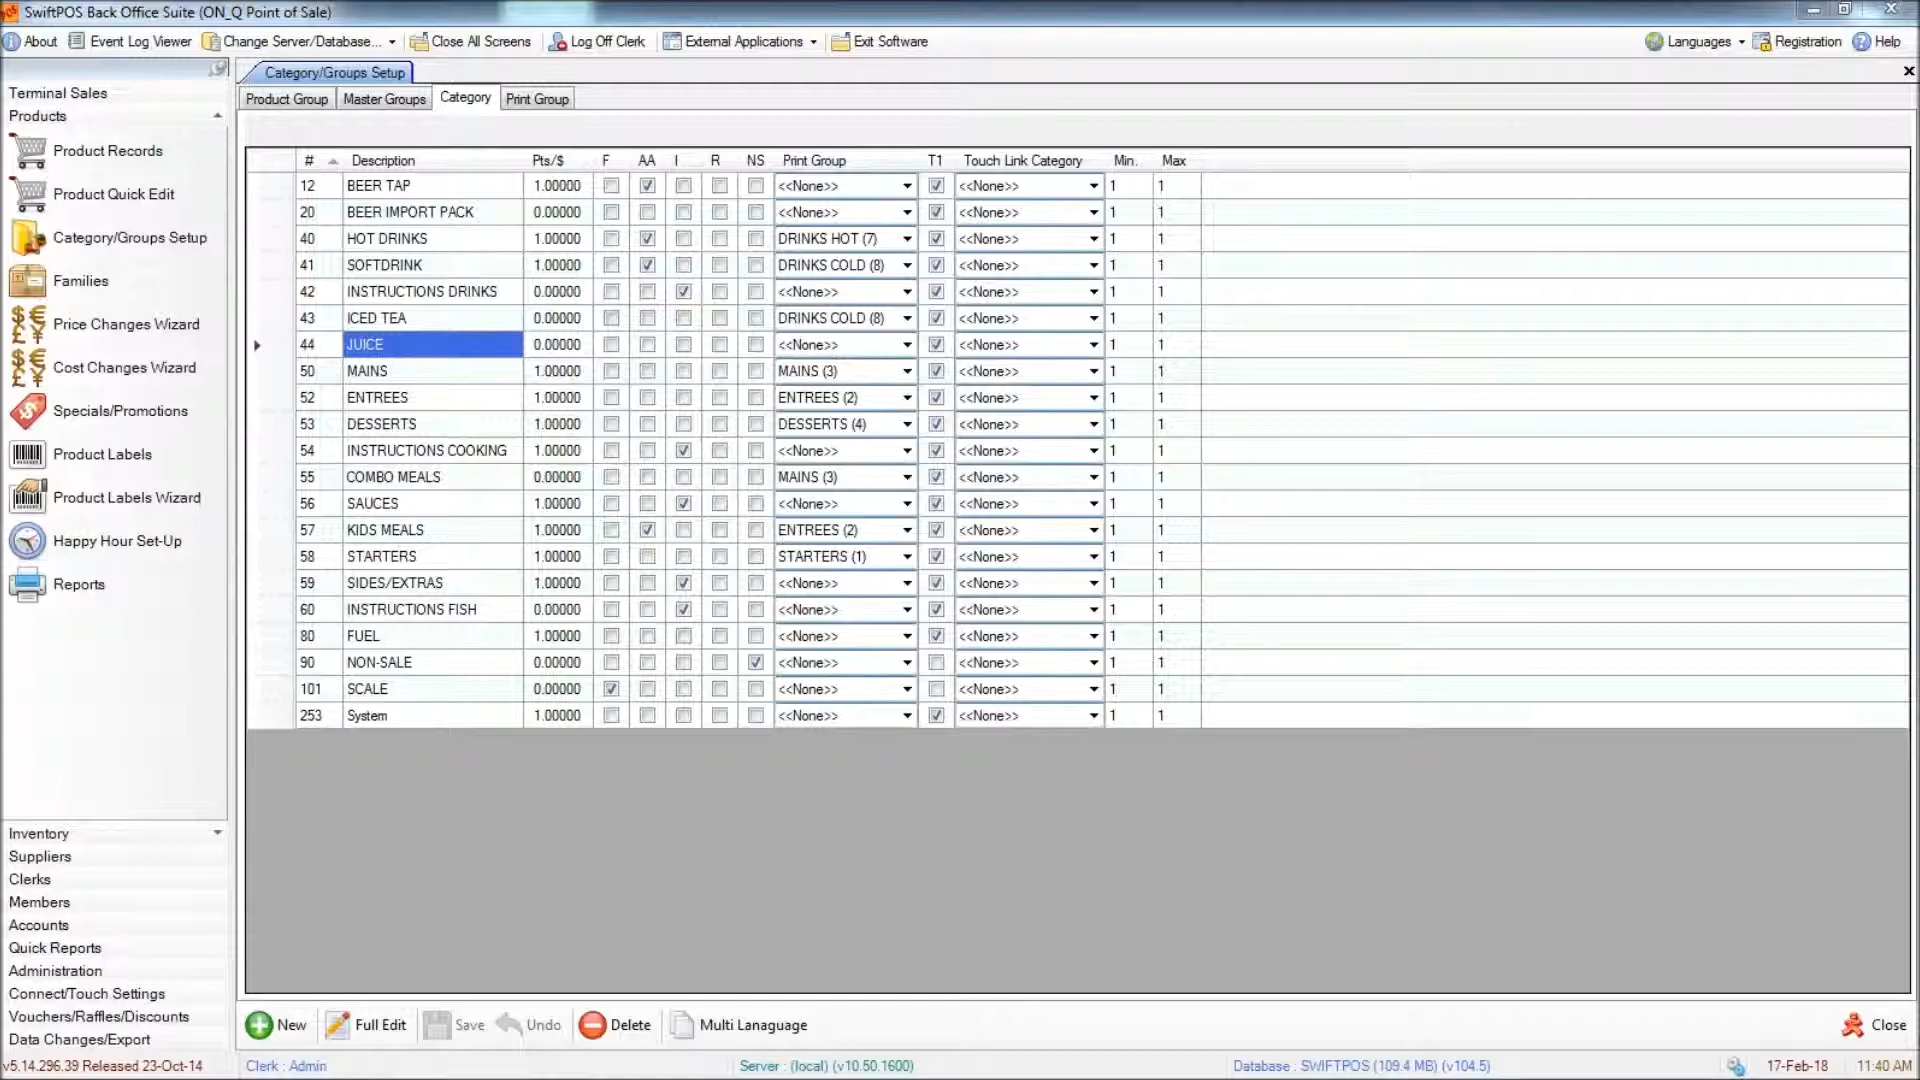 SwiftPOS Back Office Suite (ON_Q Point of Sale)
About Event Log Viewer Change Server/Database... Close All Screens Log Off Clerk External Applications Exit Software Languages Registration Help
Category/Groups Setup
Product Group Master Groups Category Print Group
Terminal Sales
Products
Product Records
Product Quick Edit
Category/Groups Setup
Families
Price Changes Wizard
Cost Changes Wizard
Specials/Promotions
Product Labels
Product Labels Wizard
Happy Hour Set-Up
Reports
Inventory
Suppliers
Clerks
Members
Accounts
Quick Reports
Administration
Connect/Touch Settings
Vouchers/Raffles/Discounts
Data Changes/Export
# Description Pts/$ F AA I R NS Print Group T1 Touch Link Category Min. Max
12 BEER TAP 1.00000 <<None>> <<None>> 1 1
20 BEER IMPORT PACK 0.00000 <<None>> <<None>> 1 1
40 HOT DRINKS 1.00000 DRINKS HOT (7) <<None>> 1 1
41 SOFTDRINK 1.00000 DRINKS COLD (8) <<None>> 1 1
42 INSTRUCTIONS DRINKS 0.00000 <<None>> <<None>> 1 1
43 ICED TEA 0.00000 DRINKS COLD (8) <<None>> 1 1
44 JUICE 0.00000 <<None>> <<None>> 1 1
50 MAINS 1.00000 MAINS (3) <<None>> 1 1
52 ENTREES 1.00000 ENTREES (2) <<None>> 1 1
53 DESSERTS 1.00000 DESSERTS (4) <<None>> 1 1
54 INSTRUCTIONS COOKING 1.00000 <<None>> <<None>> 1 1
55 COMBO MEALS 0.00000 MAINS (3) <<None>> 1 1
56 SAUCES 1.00000 <<None>> <<None>> 1 1
57 KIDS MEALS 1.00000 ENTREES (2) <<None>> 1 1
58 STARTERS 1.00000 STARTERS (1) <<None>> 1 1
59 SIDES/EXTRAS 1.00000 <<None>> <<None>> 1 1
60 INSTRUCTIONS FISH 0.00000 <<None>> <<None>> 1 1
80 FUEL 1.00000 <<None>> <<None>> 1 1
90 NON-SALE 0.00000 <<None>> <<None>> 1 1
101 SCALE 0.00000 <<None>> <<None>> 1 1
253 System 1.00000 <<None>> <<None>> 1 1
New Full Edit Save Undo Delete Multi Lanaguage Close
v5.14.296.39 Released 23-Oct-14 Clerk : Admin Server : (local) (v10.50.1600) Database : SWIFTPOS (109.4 MB) (v104.5) 17-Feb-18 11:40 AM